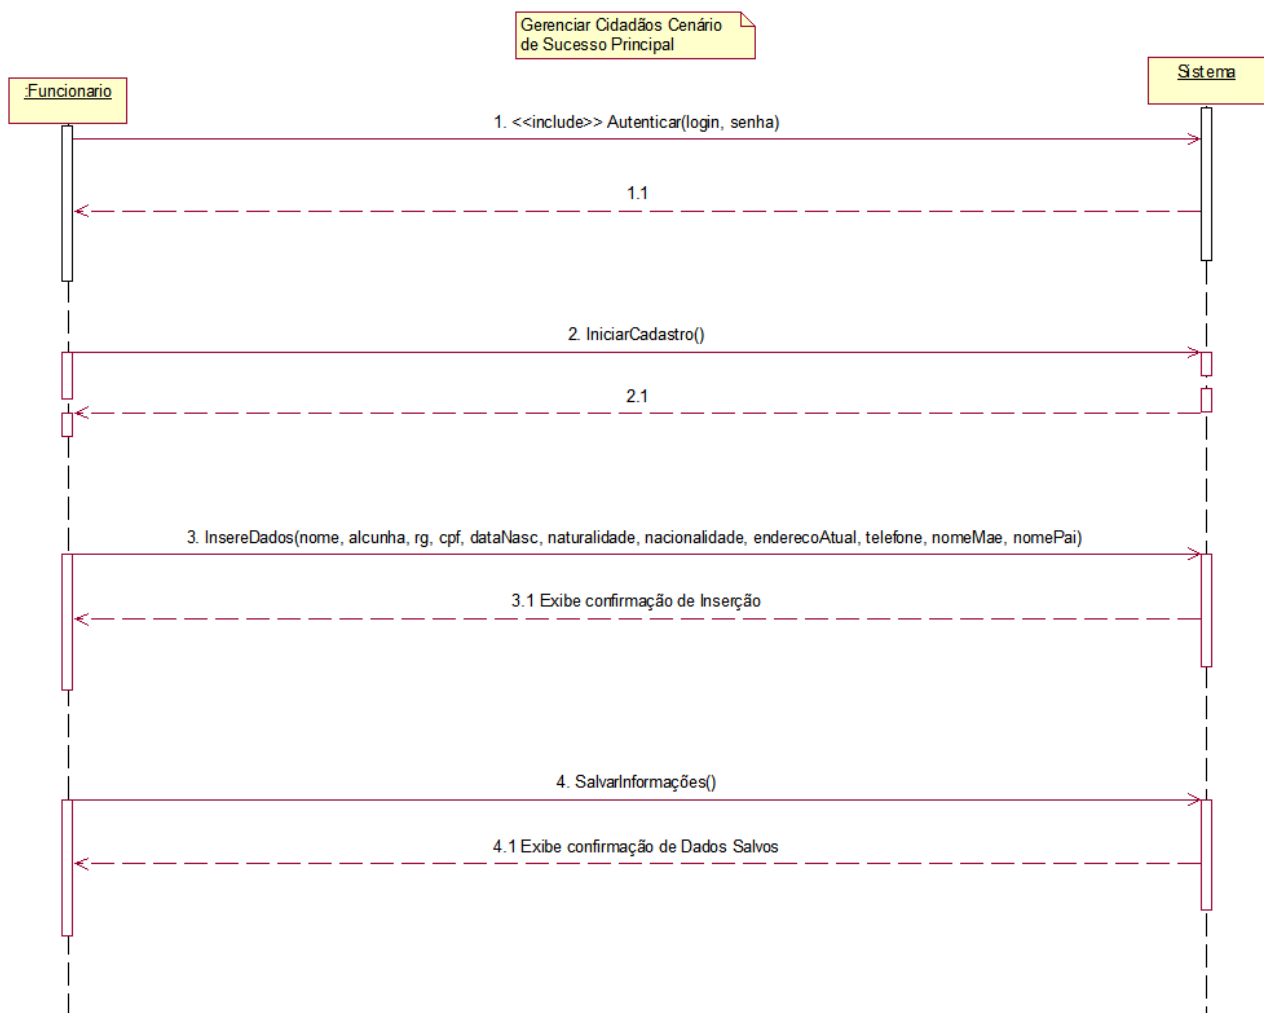 Gerenciar Cidadãos Cenário
de Sucesso Principal
:Funcionario
Sistema
1. <<include>> Autenticar(login, senha)
1.1
2. IniciarCadastro()
2.1
3. InsereDados(nome, alcunha, rg, cpf, dataNasc, naturalidade, nacionalidade, enderecoAtual, telefone, nomeMae, nomePai)
3.1 Exibe confirmação de Inserção
4. SalvarInformações()
4.1 Exibe confirmação de Dados Salvos